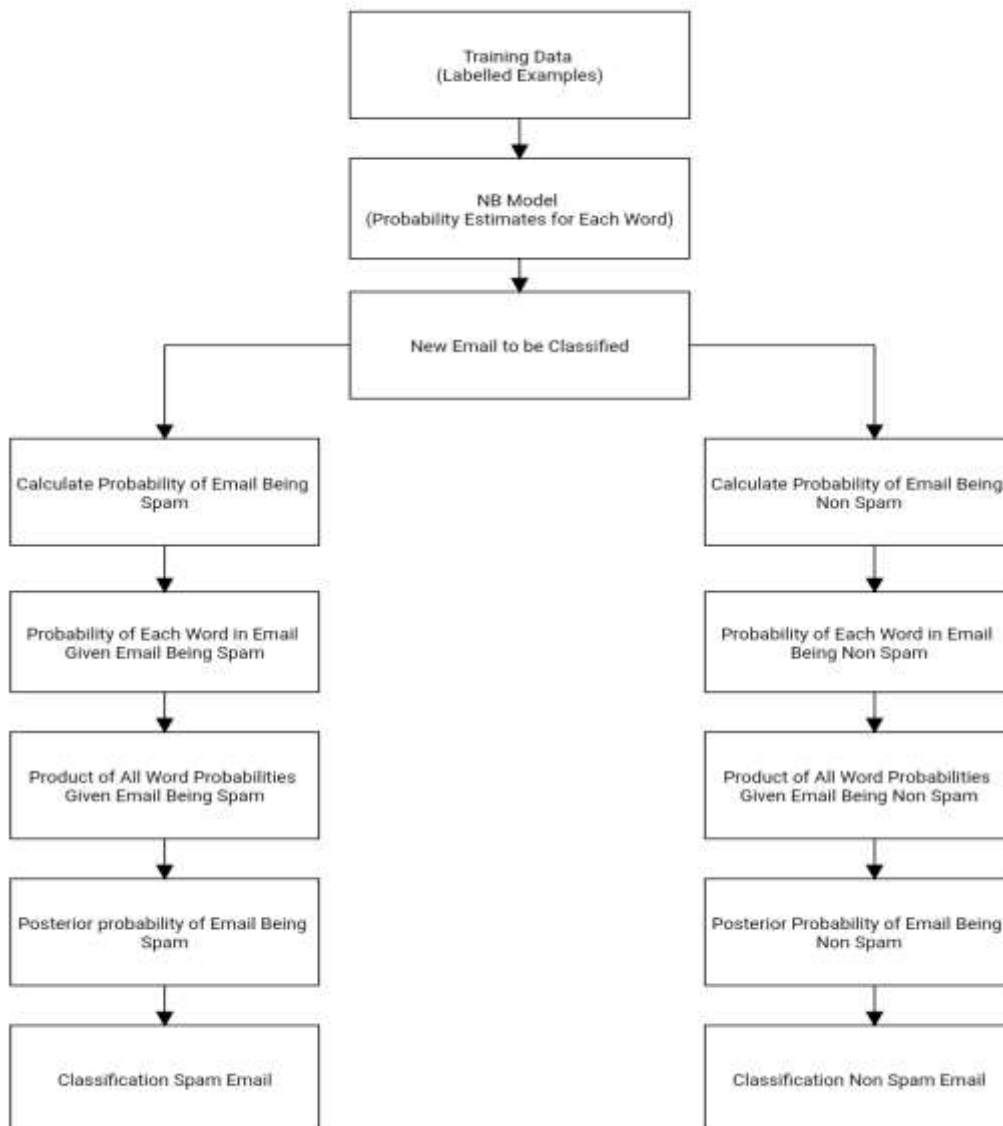 Training Data
(Labelled Examples)
NB Model
(Probability Estimates for Each Word)
New Email to be Classified
Calculate Probability of Email Being
Spam
Calculate Probability of Email Being
Non Spam
Probability of Each Word in Email
Given Email Being Spam
Probability of Each Word in Email
Being Non Spam
Product of All Word Probabilities
Given Email Being Spam
Product of All Word Probabilities
Given Email Being Non Spam
Posterior probability of Email Being
Spam
Posterior Probability of Email Being
Non Spam
Classification Spam Email
Classification Non Spam Email